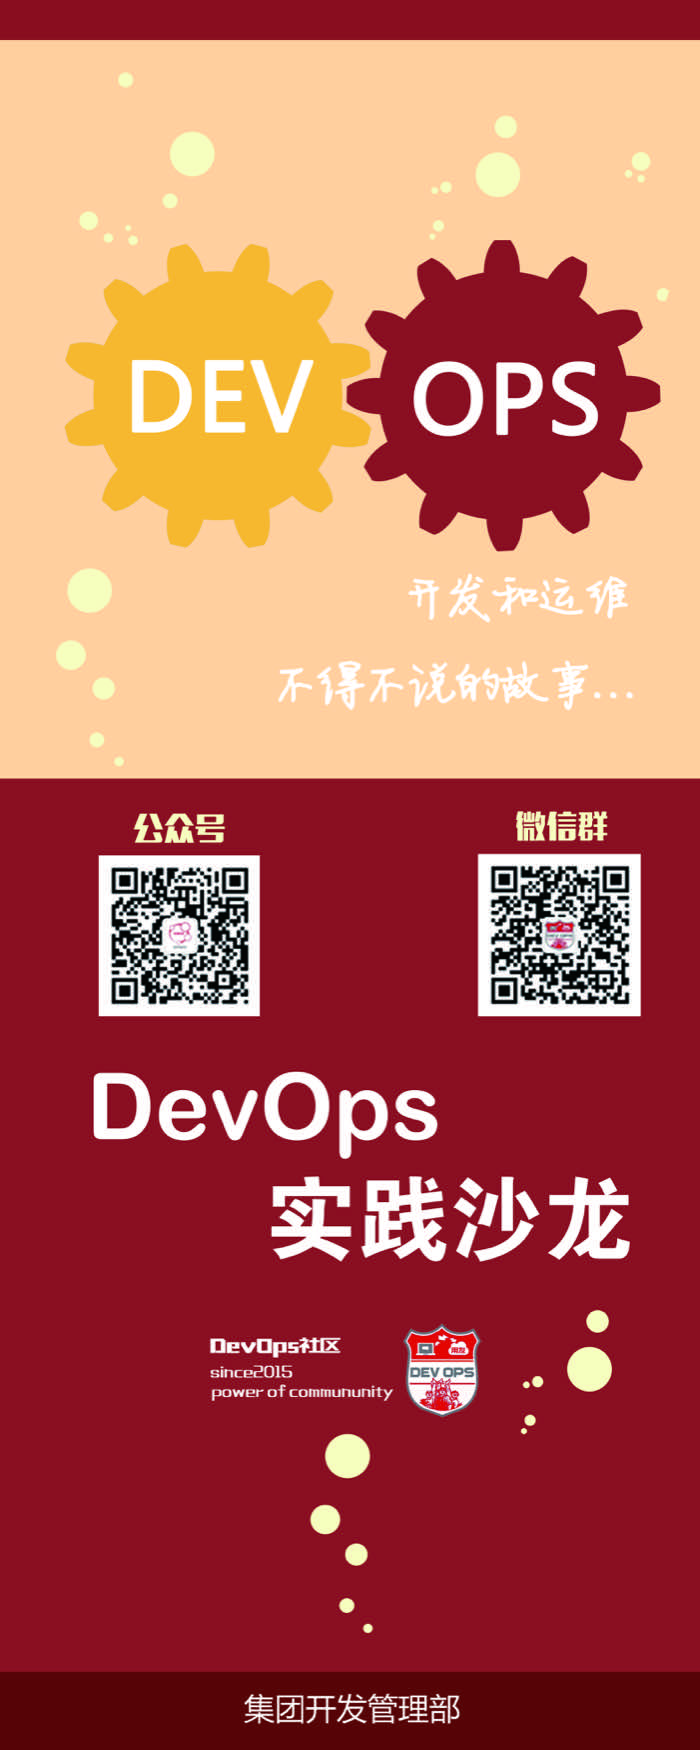 DEV
OPS
开发和运维
不得不说的故事...
公众号
微信群
DevOps
实践沙龙
DevOps社区
since2015
power of commununity
DEV OPS
集团开发管理部